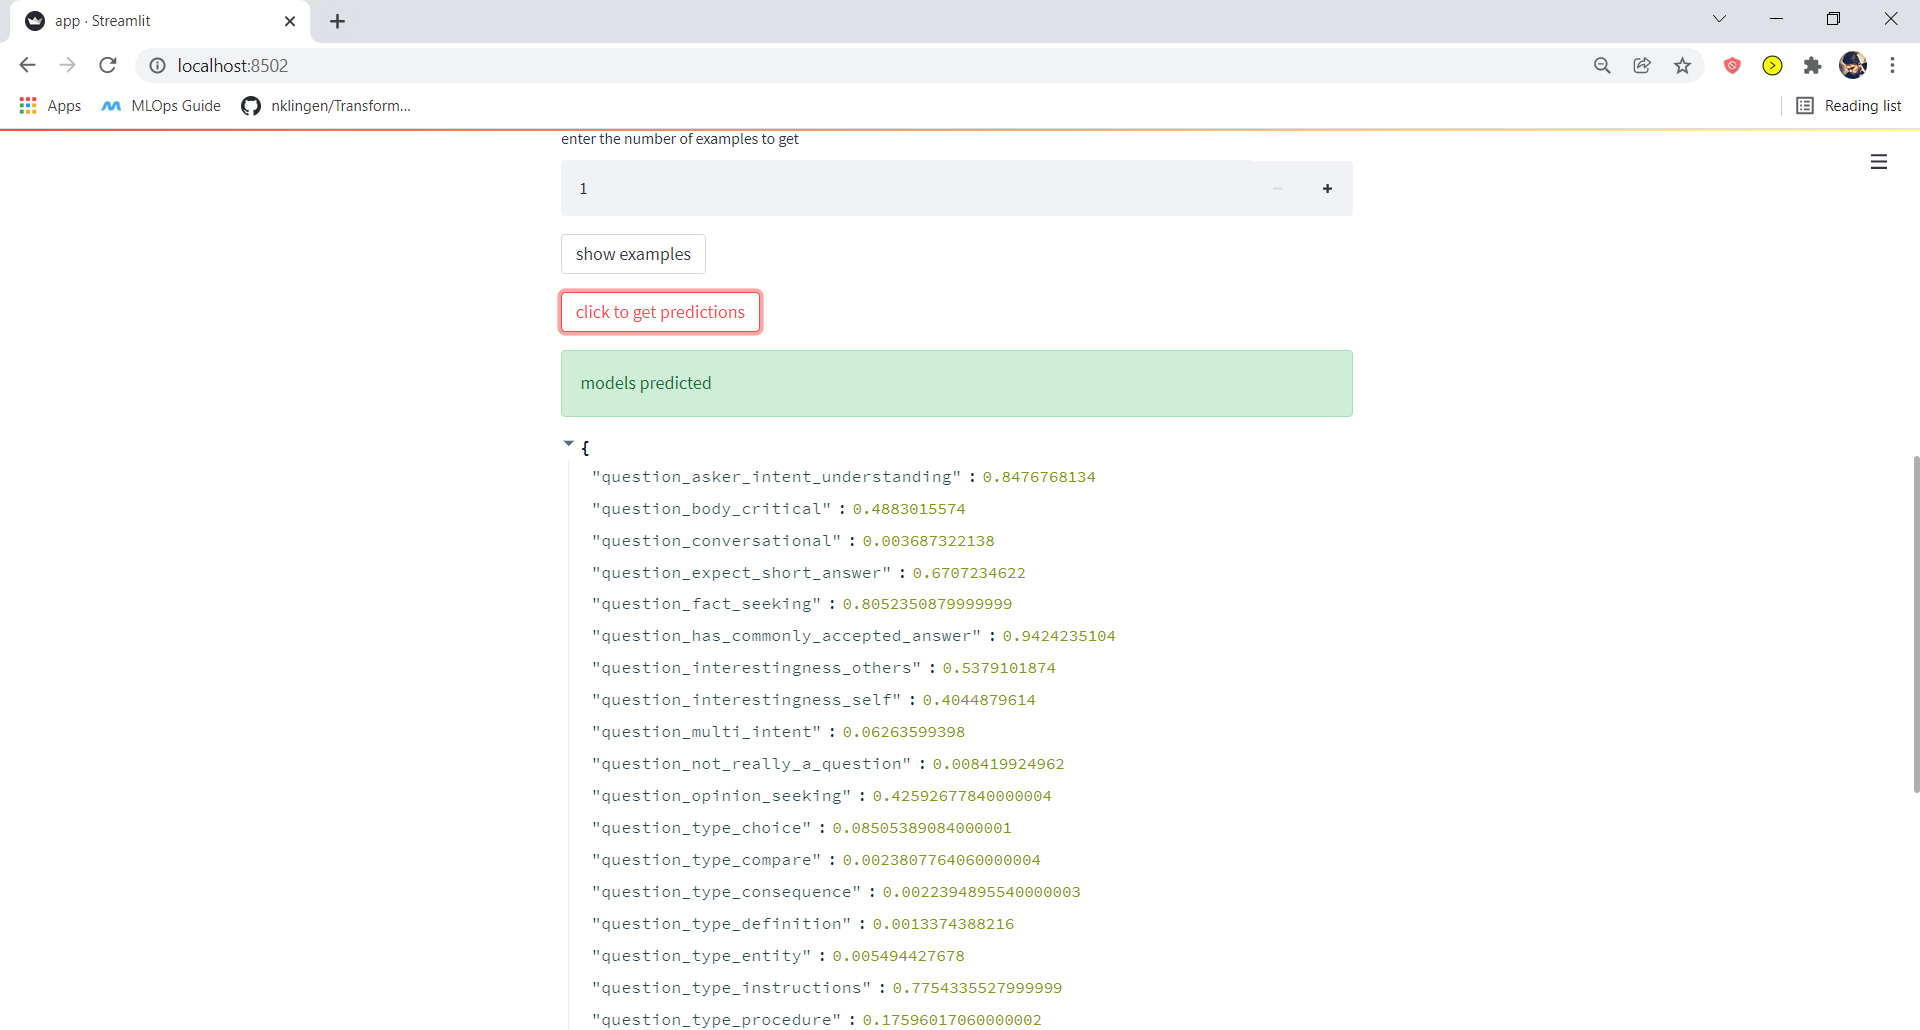 app · Streamlit
localhost:8502
Apps MLOps Guide nklingen/Transform... Reading list
enter the number of examples to get
1
show examples
click to get predictions
models predicted
{
"question_asker_intent_understanding" : 0.8476768134
"question_body_critical" : 0.4883015574
"question_conversational" : 0.003687322138
"question_expect_short_answer" : 0.6707234622
"question_fact_seeking" : 0.8052350879999999
"question_has_commonly_accepted_answer" : 0.9424235104
"question_interestingness_others" : 0.5379101874
"question_interestingness_self" : 0.4044879614
"question_multi_intent" : 0.06263599398
"question_not_really_a_question" : 0.008419924962
"question_opinion_seeking" : 0.42592677840000004
"question_type_choice" : 0.08505389084000001
"question_type_compare" : 0.0023807764060000004
"question_type_consequence" : 0.0022394895540000003
"question_type_definition" : 0.0013374388216
"question_type_entity" : 0.005494427678
"question_type_instructions" : 0.7754335527999999
"question_type_procedure" : 0.17596017060000002